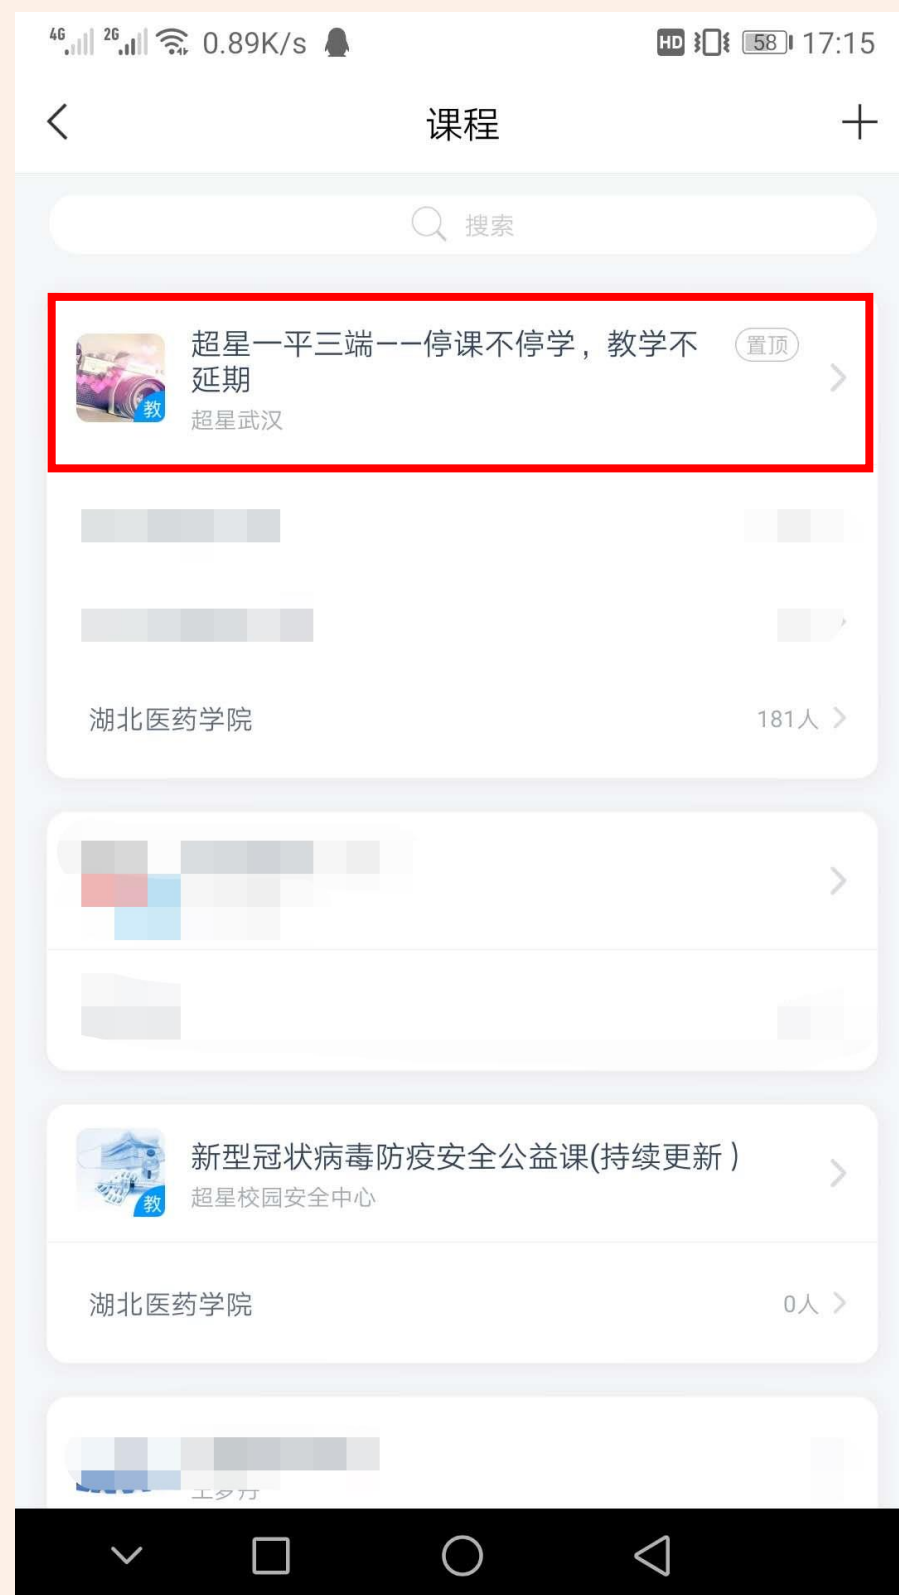 4G 2G 0.89K/s HD 58 17:15
课程
搜索
超星一平三端——停课不停学，教学不 置顶
延期
教
超星武汉
湖北医药学院 181人
新型冠状病毒防疫安全公益课(持续更新）
教
超星校园安全中心
湖北医药学院 0人